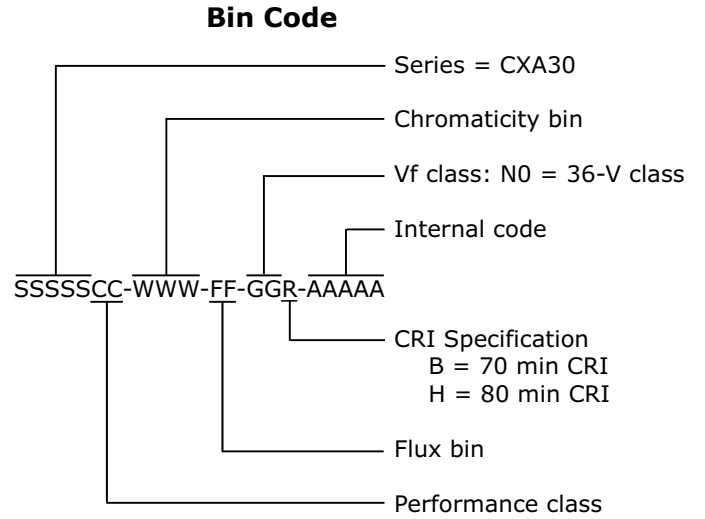 Bin Code
Series = CXA30
Chromaticity bin
Vf class: N0 = 36-V class
Internal code
SSSSSCC-WWW-FF-GGR-AAAAA
CRI Specification
B = 70 min CRI
H = 80 min CRI
Flux bin
Performance class